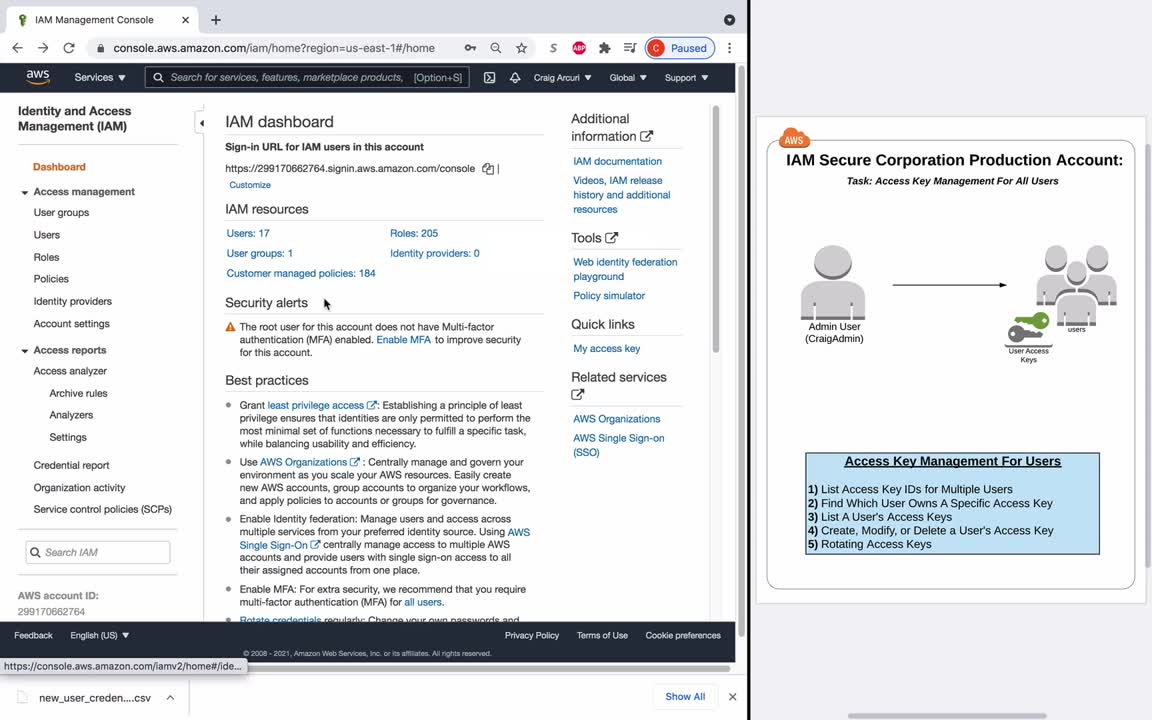 IAM Management Console
console.aws.amazon.com/iam/home?region=us-east-1#/home
S
ABP
C
Paused
aws
Services
Search for services, features, marketplace products,
[Option+S]
Craig Arcuri
Global
Support
Identity and Access
Management (IAM)
Dashboard
Access management
User groups
Users
Roles
Policies
Identity providers
Account settings
Access reports
Access analyzer
Archive rules
Analyzers
Settings
Credential report
Organization activity
Service control policies (SCPs)
Search IAM
AWS account ID:
299170662764
IAM dashboard
Sign-in URL for IAM users in this account
https://299170662764.signin.aws.amazon.com/console |
Customize
IAM resources
Users: 17
Roles: 205
User groups: 1
Identity providers: 0
Customer managed policies: 184
Security alerts
The root user for this account does not have Multi-factor
authentication (MFA) enabled. Enable MFA to improve security
for this account.
Best practices
Grant least privilege access : Establishing a principle of least
privilege ensures that identities are only permitted to perform the
most minimal set of functions necessary to fulfill a specific task,
while balancing usability and efficiency.
Use AWS Organizations : Centrally manage and govern your
environment as you scale your AWS resources. Easily create
new AWS accounts, group accounts to organize your workflows,
and apply policies to accounts or groups for governance.
Enable Identity federation: Manage users and access across
multiple services from your preferred identity source. Using AWS
Single Sign-On centrally manage access to multiple AWS
accounts and provide users with single sign-on access to all
their assigned accounts from one place.
Enable MFA: For extra security, we recommend that you require
multi-factor authentication (MFA) for all users.
Rotate credentials regularly: Change your own passwords and
Additional
information
IAM documentation
Videos, IAM release
history and additional
resources
Tools
Web identity federation
playground
Policy simulator
Quick links
My access key
Related services
AWS Organizations
AWS Single Sign-on
(SSO)
Feedback
English (US)
Privacy Policy
Terms of Use
Cookie preferences
© 2008 - 2021, Amazon Web Services, Inc. or its affiliates. All rights reserved.
https://console.aws.amazon.com/iamv2/home#/ide...
new_user_creden....csv
Show All
AWS
IAM Secure Corporation Production Account:
Task: Access Key Management For All Users
Admin User
(CraigAdmin)
users
User Access
Keys
Access Key Management For Users
1) List Access Key IDs for Multiple Users
2) Find Which User Owns A Specific Access Key
3) List A User's Access Keys
4) Create, Modify, or Delete a User's Access Key
5) Rotating Access Keys